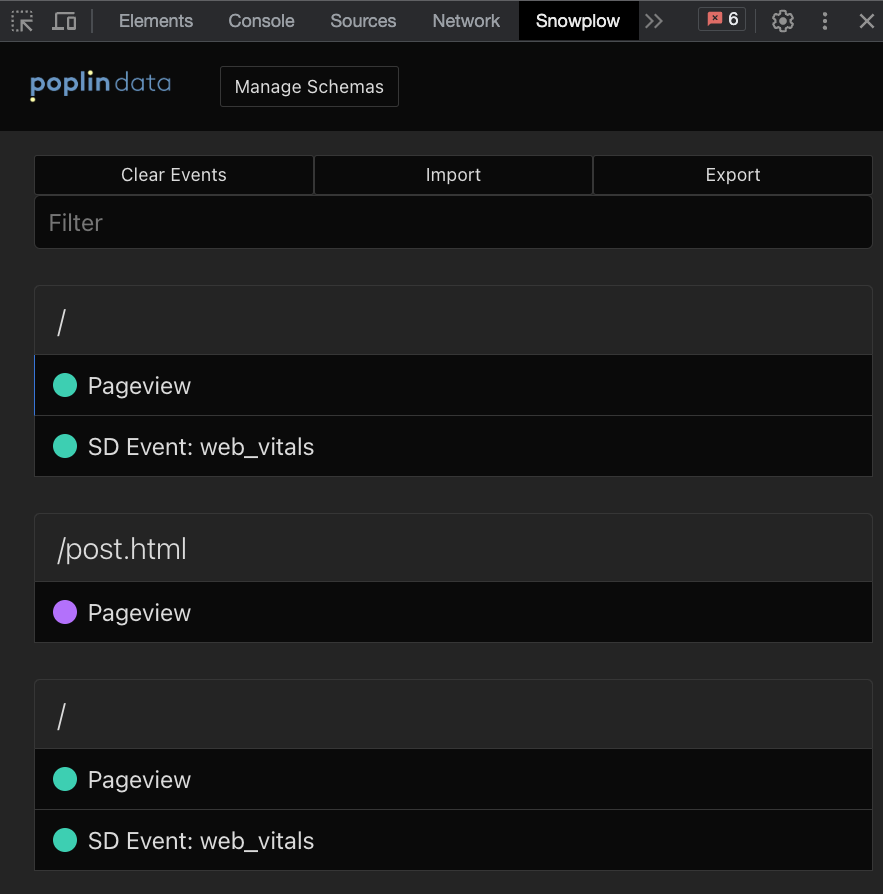 Elements Console Sources Network Snowplow 6
poplin data Manage Schemas
Clear Events Import Export
Filter
/
Pageview
SD Event: web_vitals
/post.html
Pageview
/
Pageview
SD Event: web_vitals